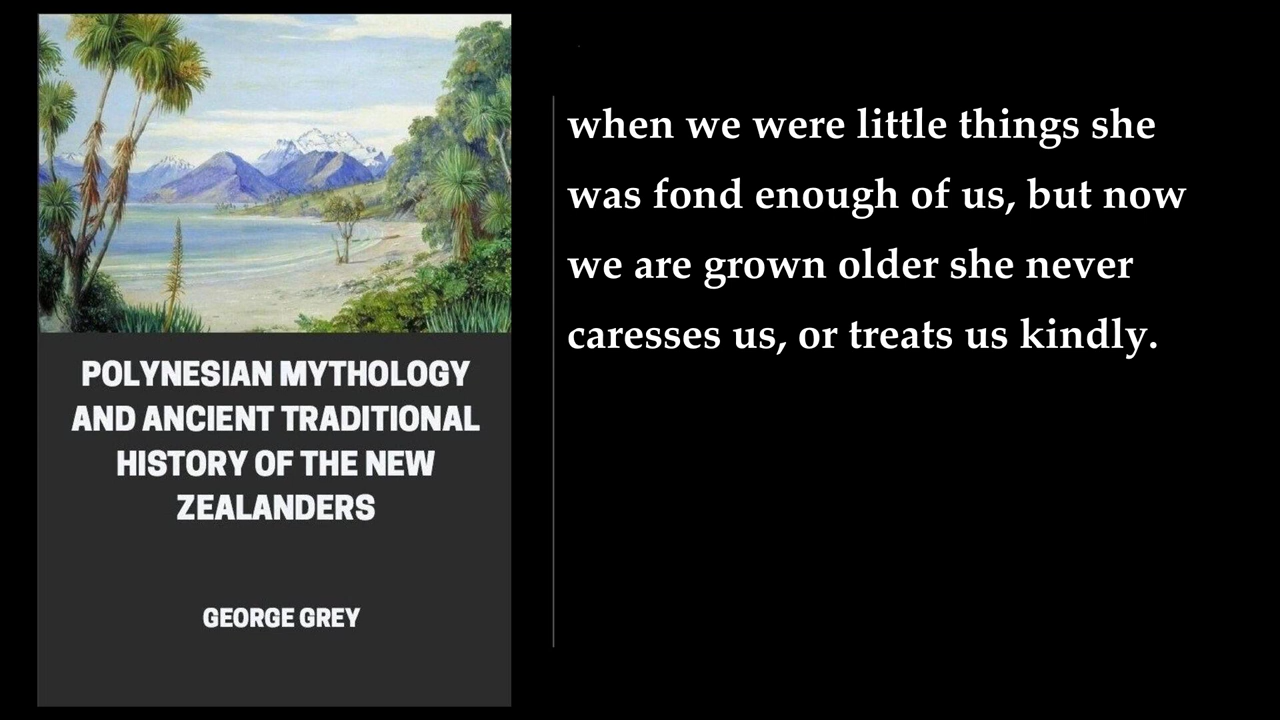 POLYNESIAN MYTHOLOGY
AND ANCIENT TRADITIONAL
HISTORY OF THE NEW
ZEALANDERS
GEORGE GREY
when we were little things she
was fond enough of us, but now
we are grown older she never
caresses us, or treats us kindly.